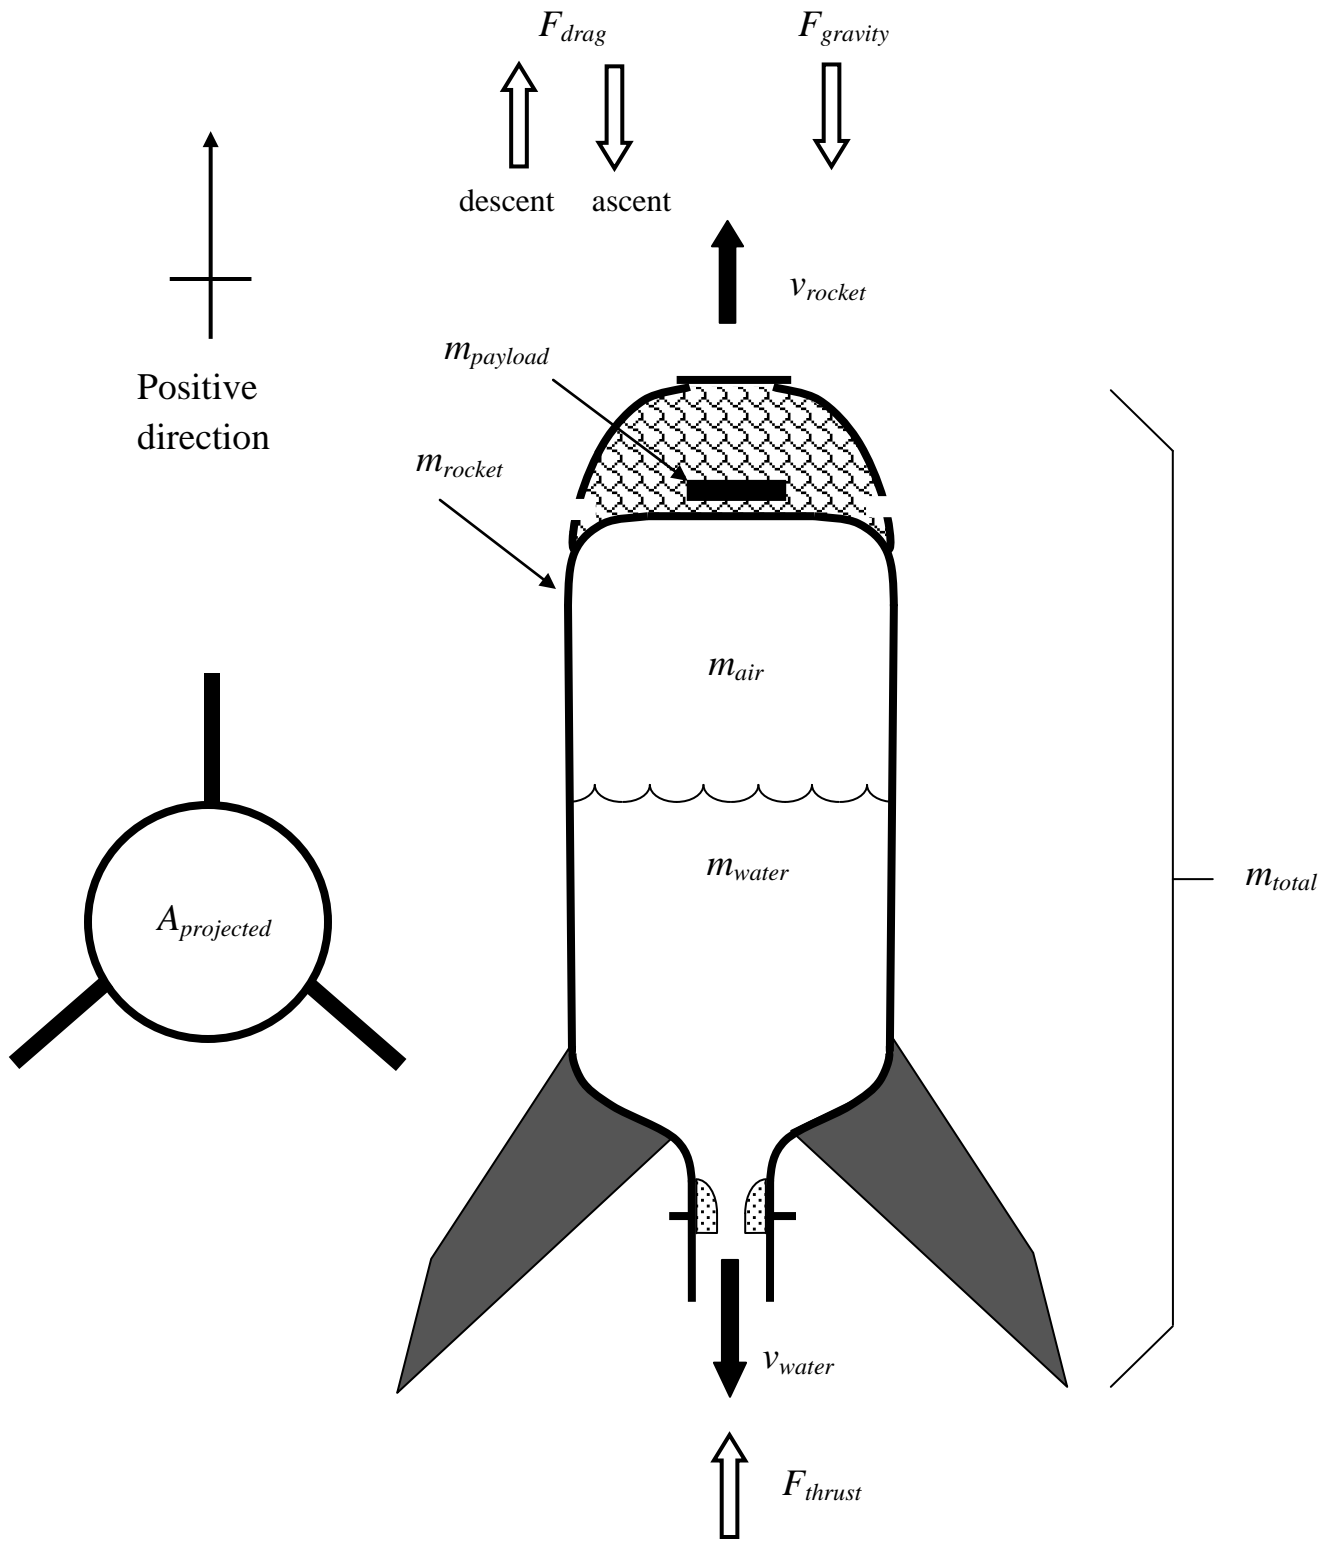 F_drag
F_gravity
descent
ascent
v_rocket
m_payload
Positive
direction
m_rocket
m_air
m_water
m_total
A_projected
v_water
F_thrust